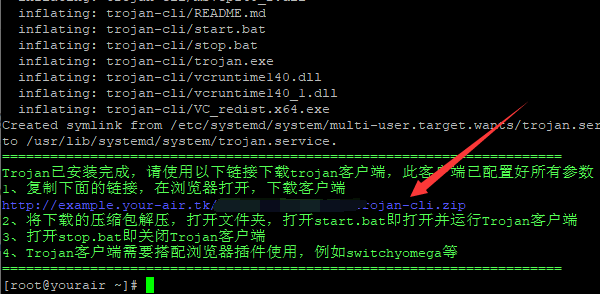 inflating: trojan-cli/README.md
inflating: trojan-cli/start.bat
inflating: trojan-cli/stop.bat
inflating: trojan-cli/trojan.exe
inflating: trojan-cli/vcruntime140.dll
inflating: trojan-cli/vcruntime140_1.dll
inflating: trojan-cli/VC_redist.x64.exe
Created symlink from /etc/systemd/system/multi-user.target.wants/trojan.ser
to /usr/lib/systemd/system/trojan.service.
Trojan已安装完成，请使用以下链接下载trojan客户端，此客户端已配置好所有参数
1、复制下面的链接，在浏览器打开，下载客户端
http://example.your-air.tk/ trojan-cli.zip
2、将下载的压缩包解压，打开文件夹，打开start.bat即打开并运行Trojan客户端
3、打开stop.bat即关闭Trojan客户端
4、Trojan客户端需要搭配浏览器插件使用，例如switchyomega等
[root@yourair ~]#